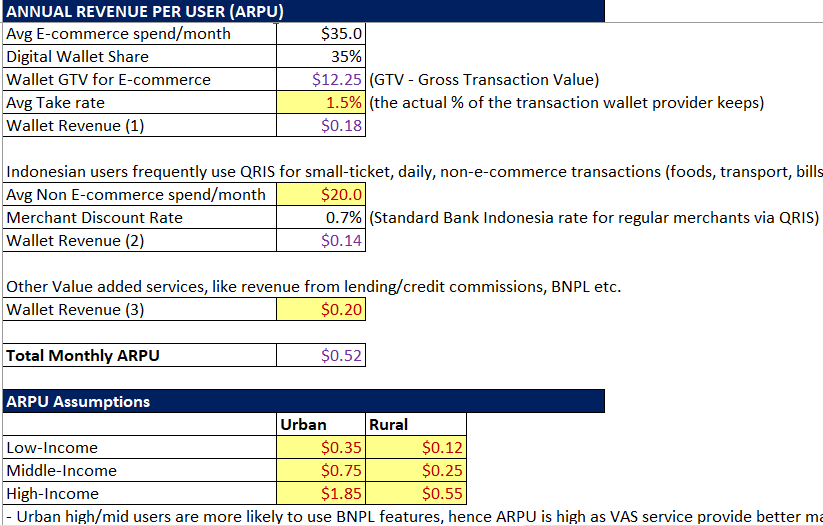 ANNUAL REVENUE PER USER (ARPU)
Avg E-commerce spend/month $35.0
Digital Wallet Share 35%
Wallet GTV for E-commerce $12.25 (GTV - Gross Transaction Value)
Avg Take rate 1.5% (the actual % of the transaction wallet provider keeps)
Wallet Revenue (1) $0.18
Indonesian users frequently use QRIS for small-ticket, daily, non-e-commerce transactions (foods, transport, bills
Avg Non E-commerce spend/month $20.0
Merchant Discount Rate 0.7% (Standard Bank Indonesia rate for regular merchants via QRIS)
Wallet Revenue (2) $0.14
Other Value added services, like revenue from lending/credit commissions, BNPL etc.
Wallet Revenue (3) $0.20
Total Monthly ARPU $0.52
ARPU Assumptions
Urban Rural
Low-Income $0.35 $0.12
Middle-Income $0.75 $0.25
High-Income $1.85 $0.55
- Urban high/mid users are more likely to use BNPL features, hence ARPU is high as VAS service provide better